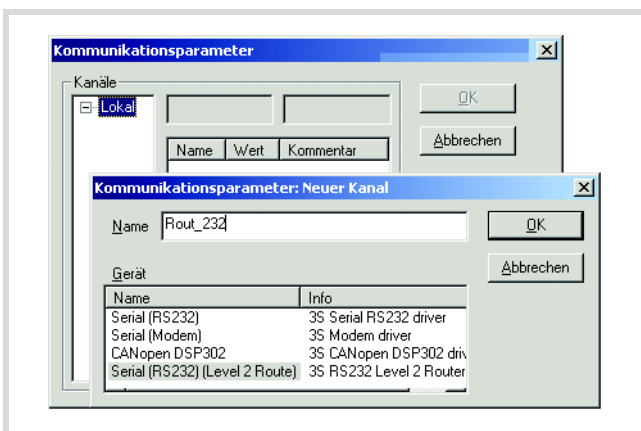 Kommunikationsparameter
Kanäle
Lokal
OK
Abbrechen
Name Wert Kommentar
Kommunikationsparameter: Neuer Kanal
Name Rout_232 OK
Abbrechen
Gerät
Name Info
Serial (RS232) 3S Serial RS232 driver
Serial (Modem) 3S Modem driver
CANopen DSP302 3S CANopen DSP302 driv
Serial (RS232) (Level 2 Route) 3S RS232 Level 2 Router